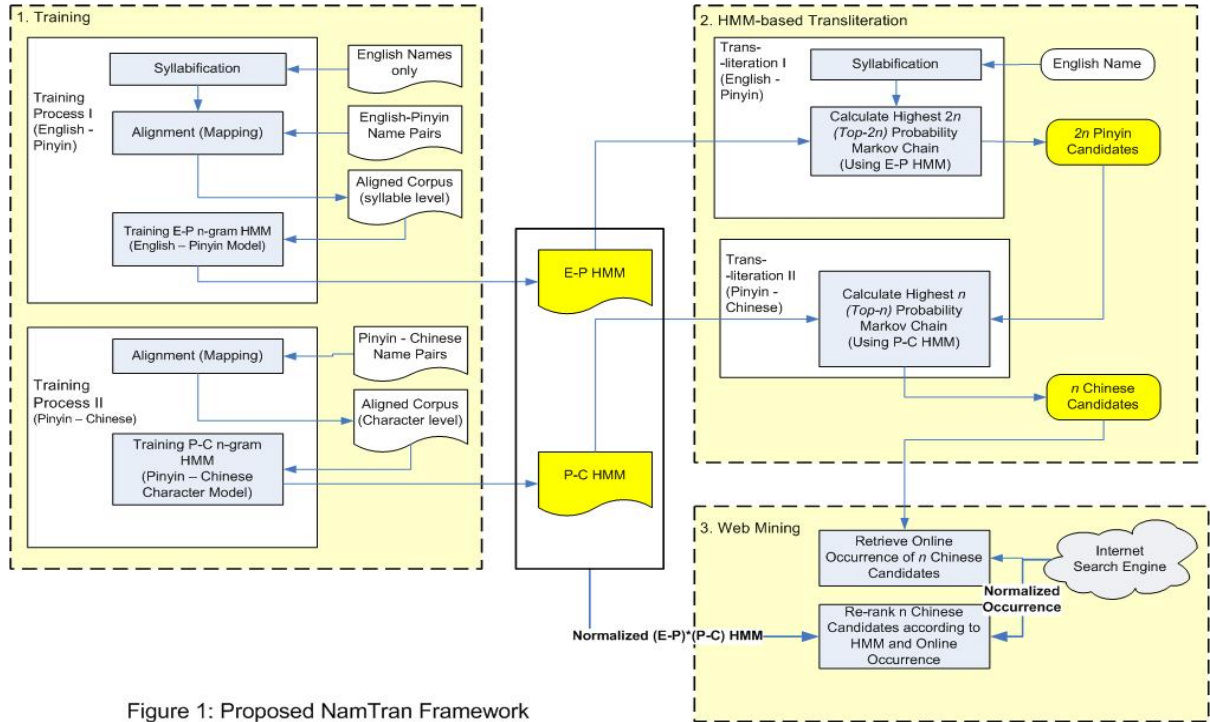 1. Training
Training
Process I
(English -
Pinyin)
Syllabification
English Names
only
Alignment (Mapping)
English-Pinyin
Name Pairs
Aligned Corpus
(syllable level)
Training E-P n-gram HMM
(English – Pinyin Model)
Training
Process II
(Pinyin – Chinese)
Alignment (Mapping)
Pinyin - Chinese
Name Pairs
Aligned Corpus
(Character level)
Training P-C n-gram
HMM
(Pinyin – Chinese
Character Model)
E-P HMM
P-C HMM
2. HMM-based Transliteration
Trans-
-literation I
(English -
Pinyin)
Syllabification
English Name
Calculate Highest 2n
(Top-2n) Probability
Markov Chain
(Using E-P HMM)
2n Pinyin
Candidates
Trans-
-literation II
(Pinyin -
Chinese)
Calculate Highest n
(Top-n) Probability
Markov Chain
(Using P-C HMM)
n Chinese
Candidates
3. Web Mining
Retrieve Online
Occurrence of n Chinese
Candidates
Internet
Search Engine
Normalized
Occurrence
Normalized (E-P)*(P-C) HMM
Re-rank n Chinese
Candidates according to
HMM and Online
Occurrence
Figure 1: Proposed NamTran Framework